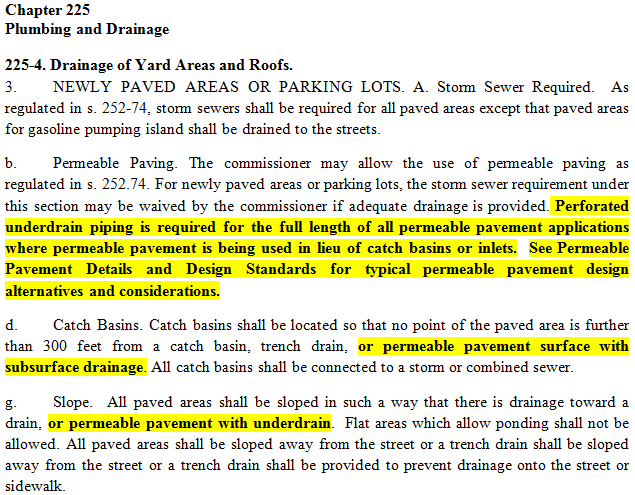 Chapter 225
Plumbing and Drainage
225-4. Drainage of Yard Areas and Roofs.
3. NEWLY PAVED AREAS OR PARKING LOTS. A. Storm Sewer Required. As
regulated in s. 252-74, storm sewers shall be required for all paved areas except that paved areas
for gasoline pumping island shall be drained to the streets.
b. Permeable Paving. The commissioner may allow the use of permeable paving as
regulated in s. 252.74. For newly paved areas or parking lots, the storm sewer requirement under
this section may be waived by the commissioner if adequate drainage is provided. Perforated
underdrain piping is required for the full length of all permeable pavement applications
where permeable pavement is being used in lieu of catch basins or inlets. See Permeable
Pavement Details and Design Standards for typical permeable pavement design
alternatives and considerations.
d. Catch Basins. Catch basins shall be located so that no point of the paved area is further
than 300 feet from a catch basin, trench drain, or permeable pavement surface with
subsurface drainage. All catch basins shall be connected to a storm or combined sewer.
g. Slope. All paved areas shall be sloped in such a way that there is drainage toward a
drain, or permeable pavement with underdrain. Flat areas which allow ponding shall not be
allowed. All paved areas shall be sloped away from the street or a trench drain shall be sloped
away from the street or a trench drain shall be provided to prevent drainage onto the street or
sidewalk.